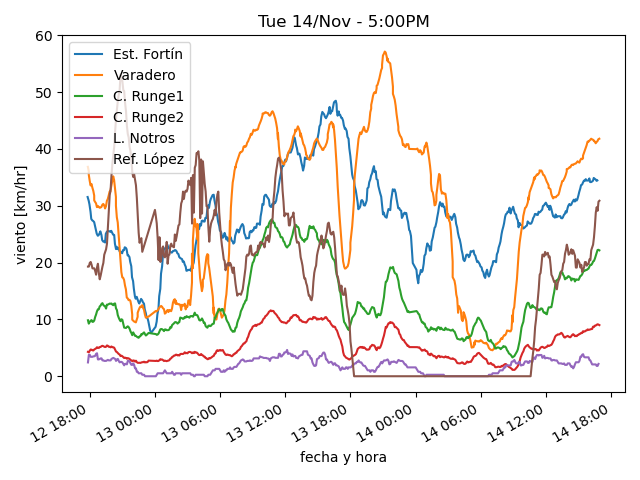 Tue 14/Nov - 5:00PM
Est. Fortín
Varadero
C. Runge1
C. Runge2
L. Notros
Ref. López
viento [km/hr]
60
50
40
30
20
10
0
12 18:00
13 00:00
13 06:00
13 12:00
13 18:00
14 00:00
14 06:00
14 12:00
14 18:00
fecha y hora